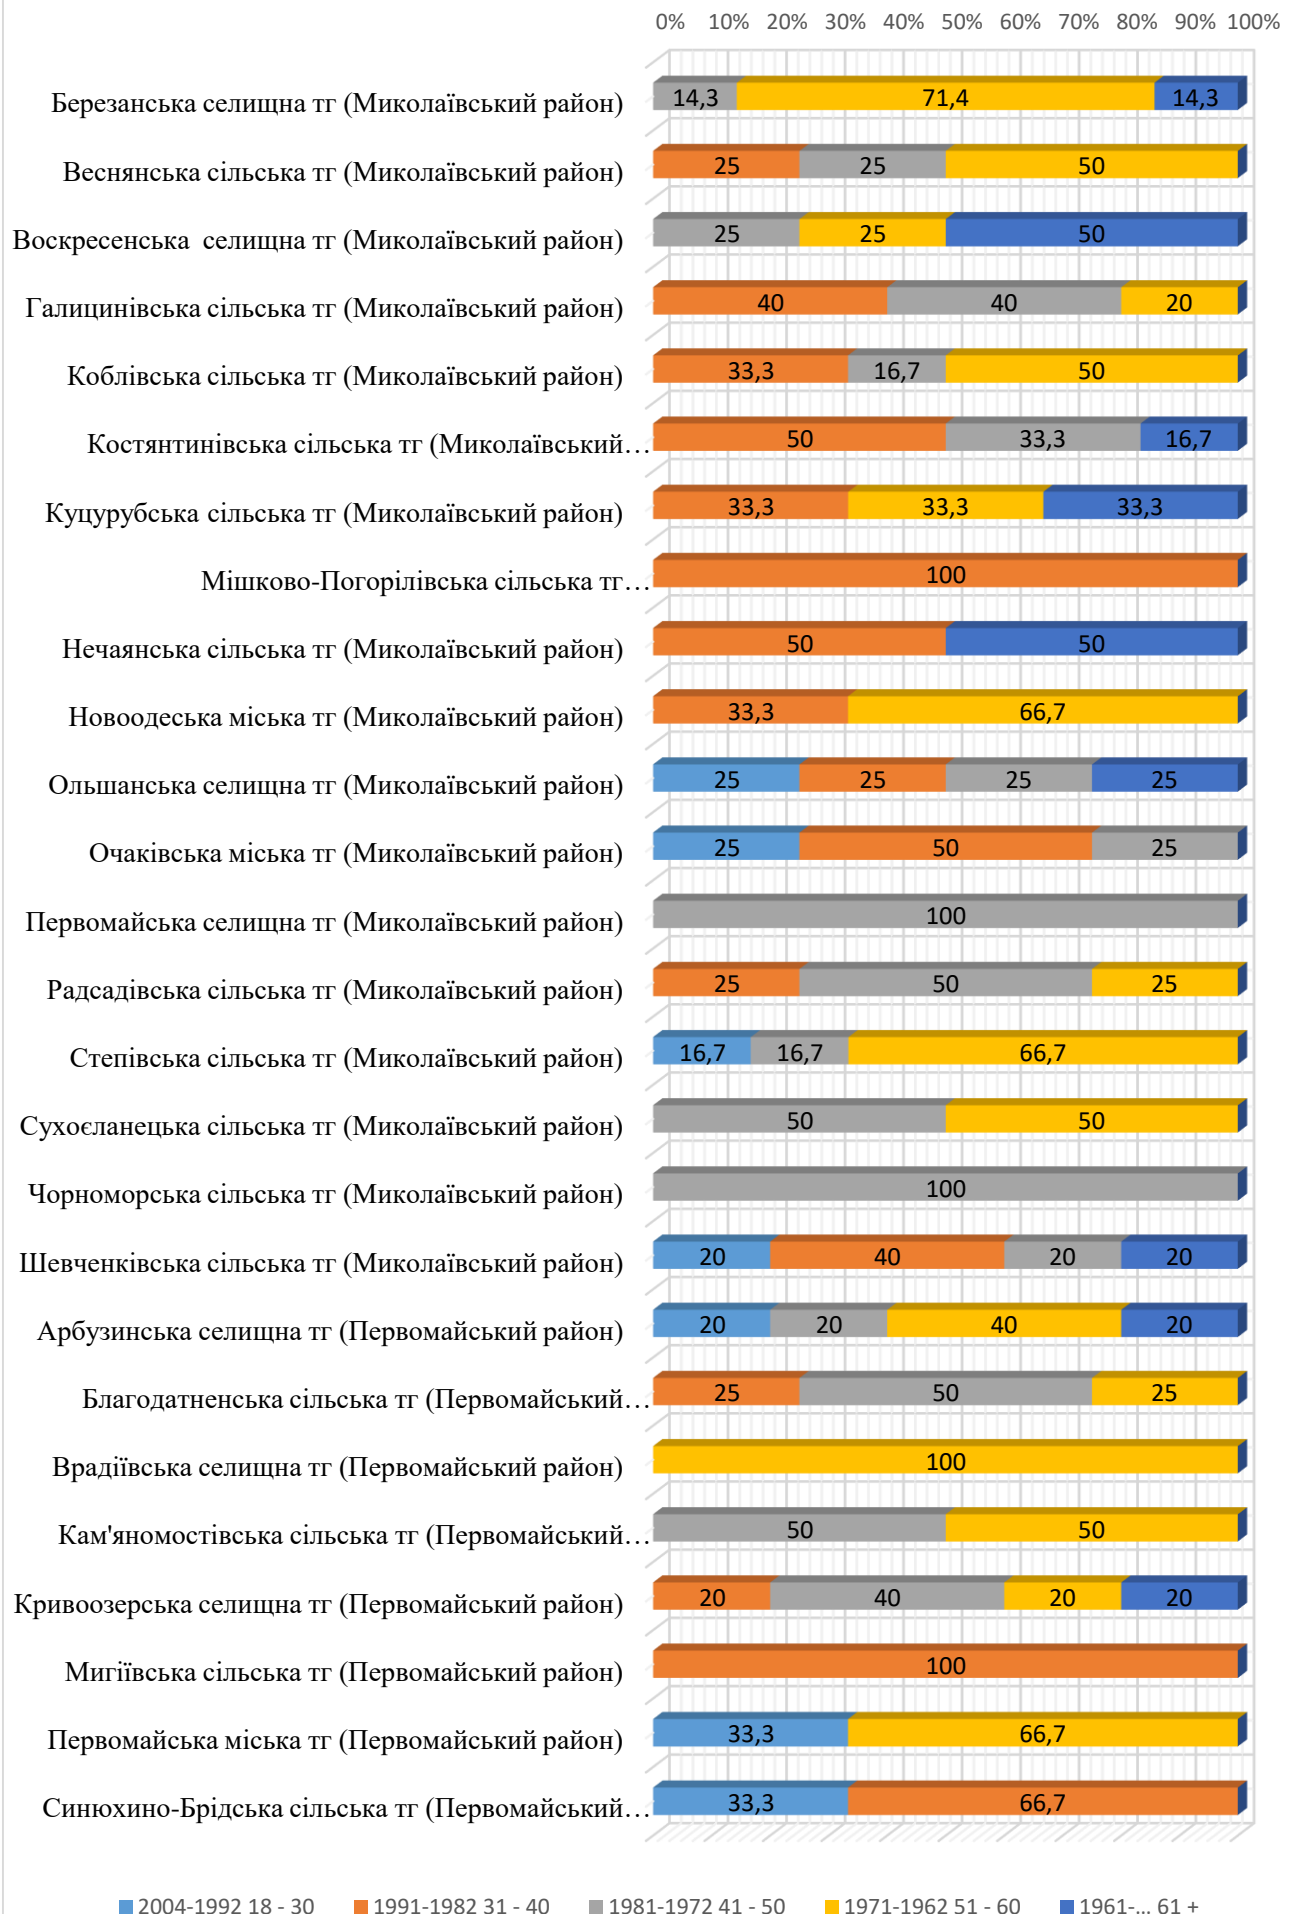 0% 10% 20% 30% 40% 50% 60% 70% 80% 90% 100%
Березанська селищна тг (Миколаївський район) 14,3 71,4 14,3
Веснянська сільська тг (Миколаївський район) 25 25 50
Воскресенська селищна тг (Миколаївський район) 25 25 50
Галицинівська сільська тг (Миколаївський район) 40 40 20
Коблівська сільська тг (Миколаївський район) 33,3 16,7 50
Костянтинівська сільська тг (Миколаївський… 50 33,3 16,7
Куцурубська сільська тг (Миколаївський район) 33,3 33,3 33,3
Мішково-Погорілівська сільська тг… 100
Нечаянська сільська тг (Миколаївський район) 50 50
Новоодеська міська тг (Миколаївський район) 33,3 66,7
Ольшанська селищна тг (Миколаївський район) 25 25 25 25
Очаківська міська тг (Миколаївський район) 25 50 25
Первомайська селищна тг (Миколаївський район) 100
Радсадівська сільська тг (Миколаївський район) 25 50 25
Степівська сільська тг (Миколаївський район) 16,7 16,7 66,7
Сухоєланецька сільська тг (Миколаївський район) 50 50
Чорноморська сільська тг (Миколаївський район) 100
Шевченківська сільська тг (Миколаївський район) 20 40 20 20
Арбузинська селищна тг (Первомайський район) 20 20 40 20
Благодатненська сільська тг (Первомайський… 25 50 25
Врадіївська селищна тг (Первомайський район) 100
Кам'яномостівська сільська тг (Первомайський… 50 50
Кривоозерська селищна тг (Первомайський район) 20 40 20 20
Мигіївська сільська тг (Первомайський район) 100
Первомайська міська тг (Первомайський район) 33,3 66,7
Синюхино-Брідська сільська тг (Первомайський… 33,3 66,7
2004-1992 18 - 30 1991-1982 31 - 40 1981-1972 41 - 50 1971-1962 51 - 60 1961-... 61 +